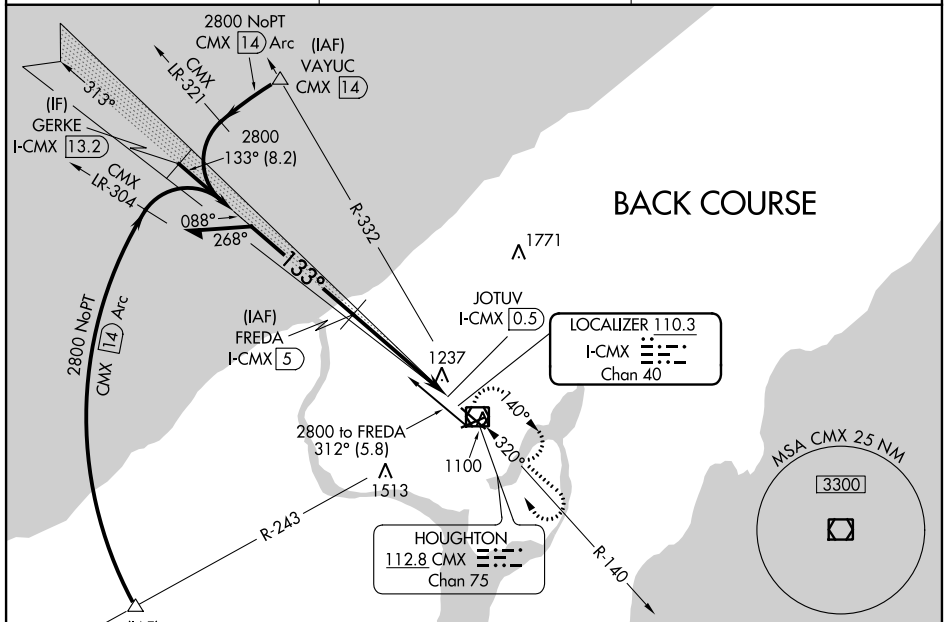 2800 NoPT
CMX 14 Arc
(IAF)
VAYUC
CMX 14
CMX
LR-321
313°
(IF)
GERKE
I-CMX 13.2
2800
133° (8.2)
CMX
LR-304
088°
268°
R-332
BACK COURSE
1771
133°
2800 NoPT
CMX 14 Arc
(IAF)
FREDA
I-CMX 5
JOTUV
I-CMX 0.5
LOCALIZER 110.3
I-CMX
Chan 40
1237
140°
2800 to FREDA
312° (5.8)
320°
1100
1513
MSA CMX 25 NM
3300
R-243
HOUGHTON
112.8 CMX
Chan 75
R-140